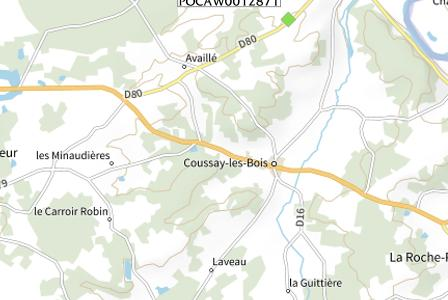 POCAW0012871
D80
Availlé
D80
eur
les Minaudières
Coussay-les-Bois
9
le Carroir Robin
D16
Laveau
La Roche-P
la Guittière